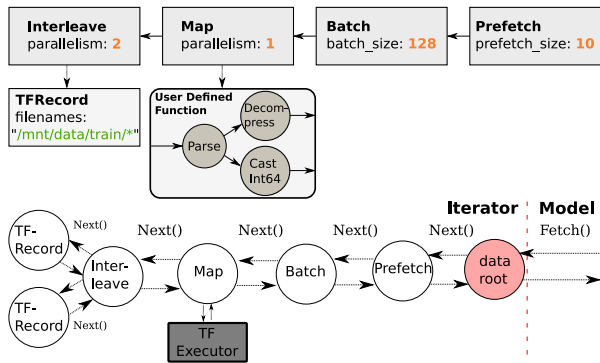 Interleave
parallelism: 2
Map
parallelism: 1
Batch
batch_size: 128
Prefetch
prefetch_size: 10
TFRecord
filenames:
"/mnt/data/train/*"
User Defined
Function
Parse
Decom-
press
Cast
Int64
Iterator
Model
Next()
Next()
Next()
Next()
Next()
Fetch()
TF-
Record
Inter-
leave
Map
Batch
Prefetch
data
root
TF-
Record
Next()
TF
Executor